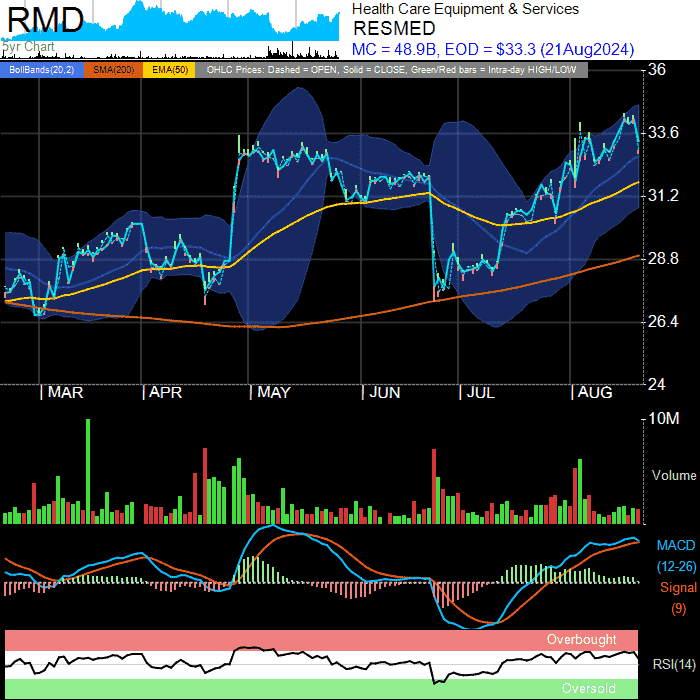 RMD
5yr Chart
Health Care Equipment & Services
RESMED
MC = 48.9B, EOD = $33.3 (21Aug2024)
BollBands(20,2) SMA(200) EMA(50) OHLC Prices: Dashed = OPEN, Solid = CLOSE, Green/Red bars = Intra-day HIGH/LOW
36
33.6
31.2
28.8
26.4
24
MAR APR MAY JUN JUL AUG
10M
Volume
MACD
(12-26)
Signal
(9)
Overbought
RSI(14)
Oversold